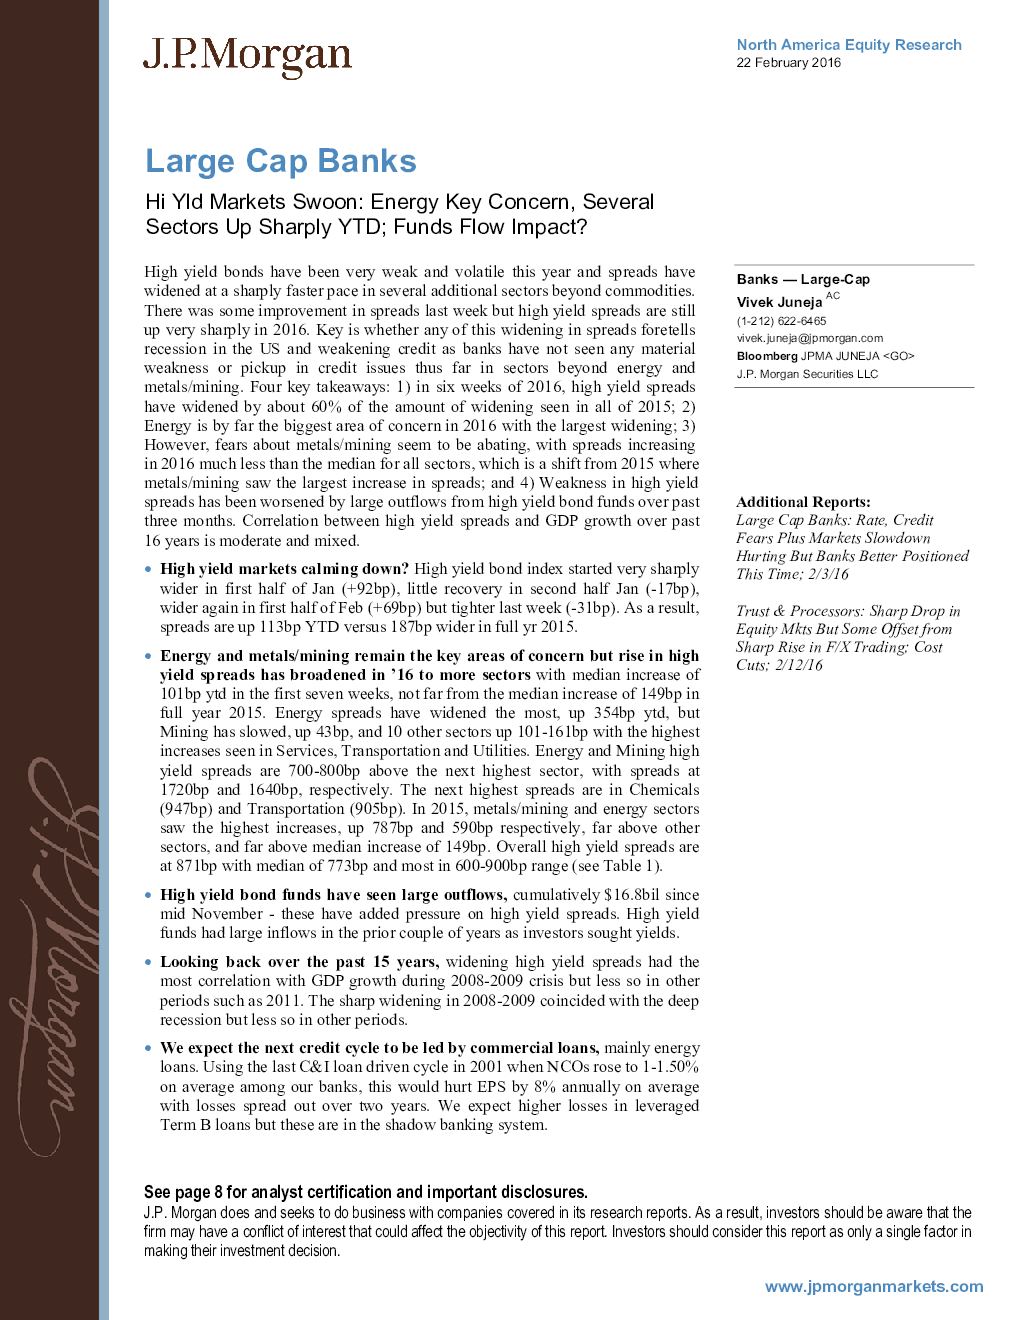 J.P.Morgan
North America Equity Research
22 February 2016
Large Cap Banks
Hi Yld Markets Swoon: Energy Key Concern, Several
Sectors Up Sharply YTD; Funds Flow Impact?
High yield bonds have been very weak and volatile this year and spreads have
widened at a sharply faster pace in several additional sectors beyond commodities.
There was some improvement in spreads last week but high yield spreads are still
up very sharply in 2016. Key is whether any of this widening in spreads foretells
recession in the US and weakening credit as banks have not seen any material
weakness or pickup in credit issues thus far in sectors beyond energy and
metals/mining. Four key takeaways: 1) in six weeks of 2016, high yield spreads
have widened by about 60% of the amount of widening seen in all of 2015; 2)
Energy is by far the biggest area of concern in 2016 with the largest widening; 3)
However, fears about metals/mining seem to be abating, with spreads increasing
in 2016 much less than the median for all sectors, which is a shift from 2015 where
metals/mining saw the largest increase in spreads; and 4) Weakness in high yield
spreads has been worsened by large outflows from high yield bond funds over past
three months. Correlation between high yield spreads and GDP growth over past
16 years is moderate and mixed.
• High yield markets calming down? High yield bond index started very sharply
wider in first half of Jan (+92bp), little recovery in second half Jan (-17bp),
wider again in first half of Feb (+69bp) but tighter last week (-31bp). As a result,
spreads are up 113bp YTD versus 187bp wider in full yr 2015.
• Energy and metals/mining remain the key areas of concern but rise in high
yield spreads has broadened in ’16 to more sectors with median increase of
101bp ytd in the first seven weeks, not far from the median increase of 149bp in
full year 2015. Energy spreads have widened the most, up 354bp ytd, but
Mining has slowed, up 43bp, and 10 other sectors up 101-161bp with the highest
increases seen in Services, Transportation and Utilities. Energy and Mining high
yield spreads are 700-800bp above the next highest sector, with spreads at
1720bp and 1640bp, respectively. The next highest spreads are in Chemicals
(947bp) and Transportation (905bp). In 2015, metals/mining and energy sectors
saw the highest increases, up 787bp and 590bp respectively, far above other
sectors, and far above median increase of 149bp. Overall high yield spreads are
at 871bp with median of 773bp and most in 600-900bp range (see Table 1).
• High yield bond funds have seen large outflows, cumulatively $16.8bil since
mid November - these have added pressure on high yield spreads. High yield
funds had large inflows in the prior couple of years as investors sought yields.
• Looking back over the past 15 years, widening high yield spreads had the
most correlation with GDP growth during 2008-2009 crisis but less so in other
periods such as 2011. The sharp widening in 2008-2009 coincided with the deep
recession but less so in other periods.
• We expect the next credit cycle to be led by commercial loans, mainly energy
loans. Using the last C&I loan driven cycle in 2001 when NCOs rose to 1-1.50%
on average among our banks, this would hurt EPS by 8% annually on average
with losses spread out over two years. We expect higher losses in leveraged
Term B loans but these are in the shadow banking system.
Banks — Large-Cap
Vivek Juneja AC
(1-212) 622-6465
vivek.juneja@jpmorgan.com
Bloomberg JPMA JUNEJA <GO>
J.P. Morgan Securities LLC
Additional Reports:
Large Cap Banks: Rate, Credit
Fears Plus Markets Slowdown
Hurting But Banks Better Positioned
This Time; 2/3/16
Trust & Processors: Sharp Drop in
Equity Mkts But Some Offset from
Sharp Rise in F/X Trading; Cost
Cuts; 2/12/16
J.P.Morgan
See page 8 for analyst certification and important disclosures.
J.P. Morgan does and seeks to do business with companies covered in its research reports. As a result, investors should be aware that the
firm may have a conflict of interest that could affect the objectivity of this report. Investors should consider this report as only a single factor in
making their investment decision.
www.jpmorganmarkets.com